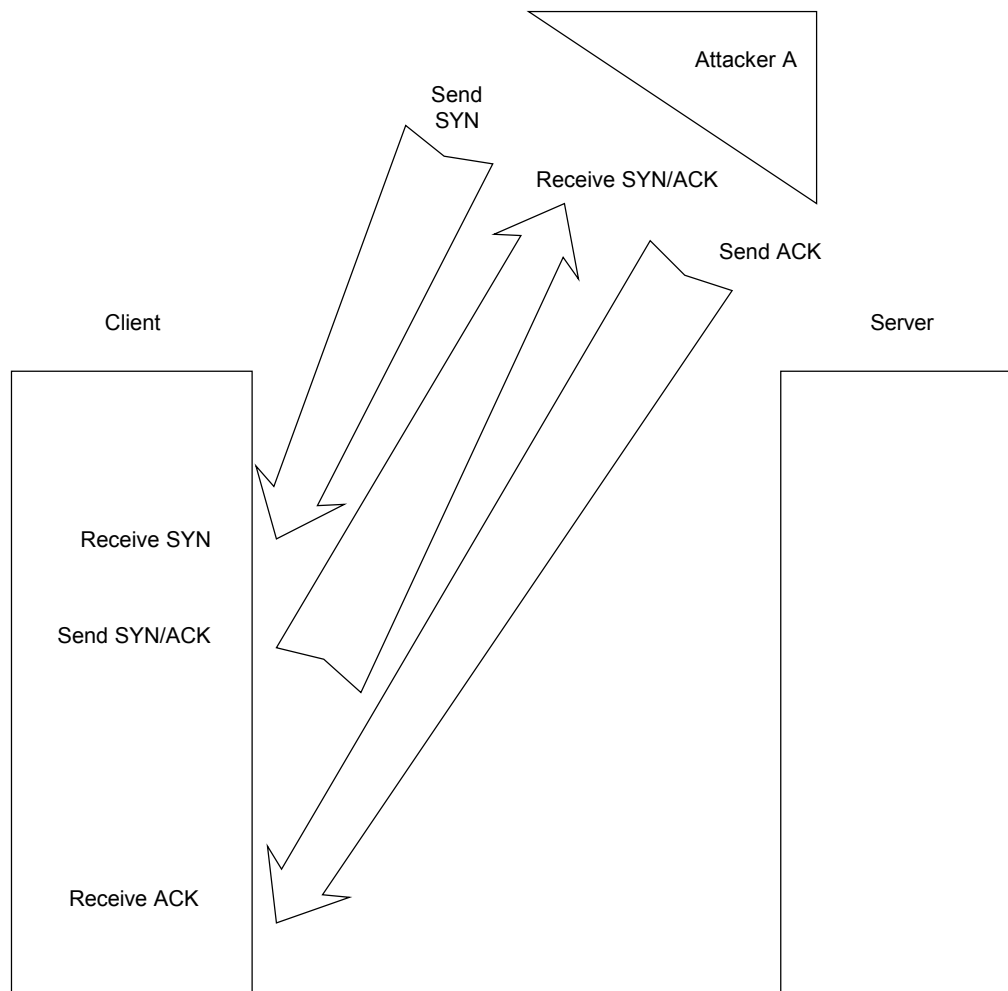 Attacker A
Send
SYN
Receive SYN/ACK
Send ACK
Client
Server
Receive SYN
Send SYN/ACK
Receive ACK